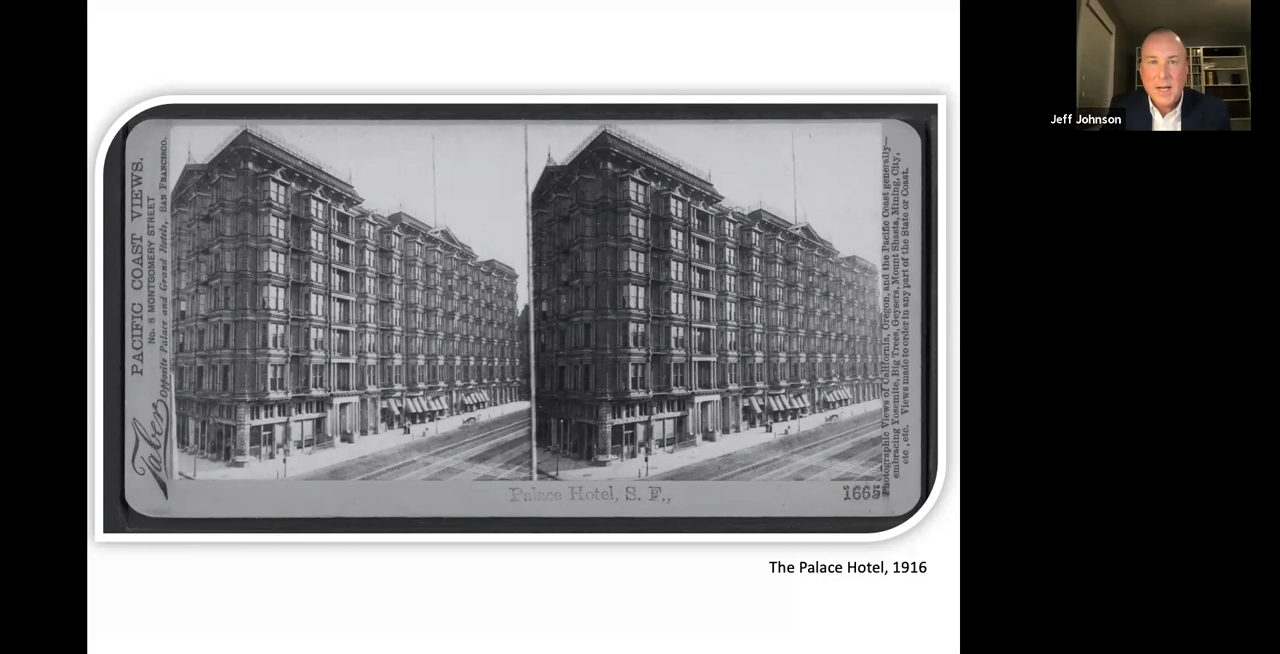 PACIFIC COAST VIEWS.
No. 8 MONTGOMERY STREET
Opposite Palace and Grand Hotels, SAN FRANCISCO.
Taber
Photographic Views of California, Oregon, and the Pacific Coast generally—
embracing Yosemite, Big Trees, Geysers, Mount Shasta, Mining, City,
etc., etc. Views made to order in any part of the State or Coast.
Palace Hotel, S. F.,
1665
The Palace Hotel, 1916
Jeff Johnson